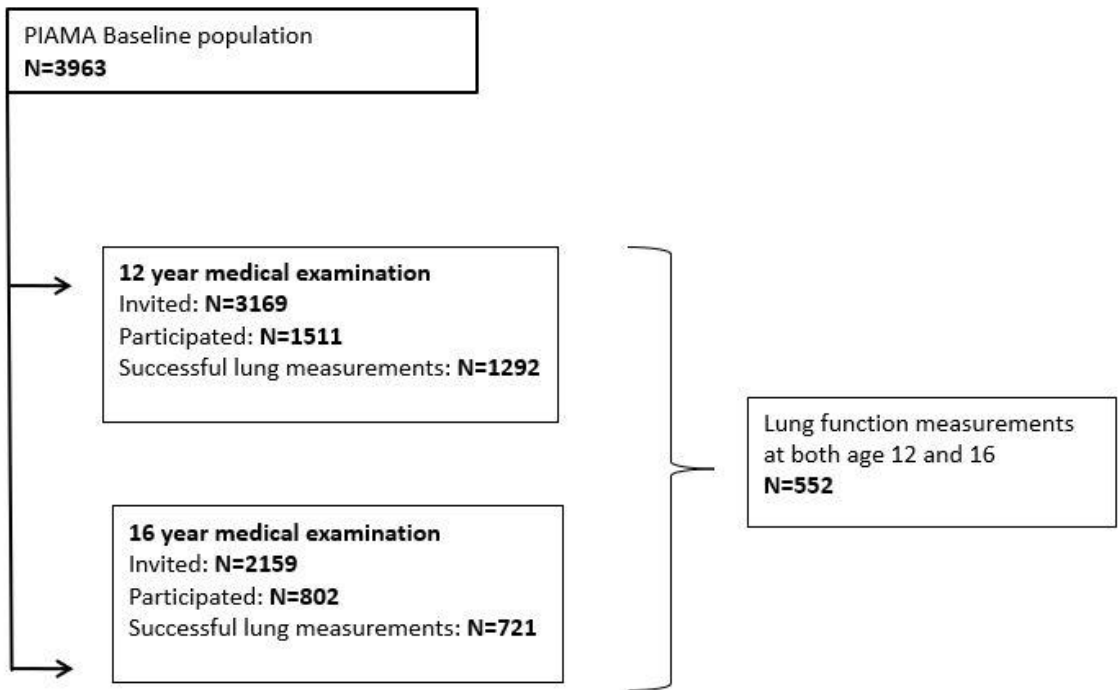 PIAMA Baseline population
N=3963
12 year medical examination
Invited: N=3169
Participated: N=1511
Successful lung measurements: N=1292
16 year medical examination
Invited: N=2159
Participated: N=802
Successful lung measurements: N=721
Lung function measurements
at both age 12 and 16
N=552